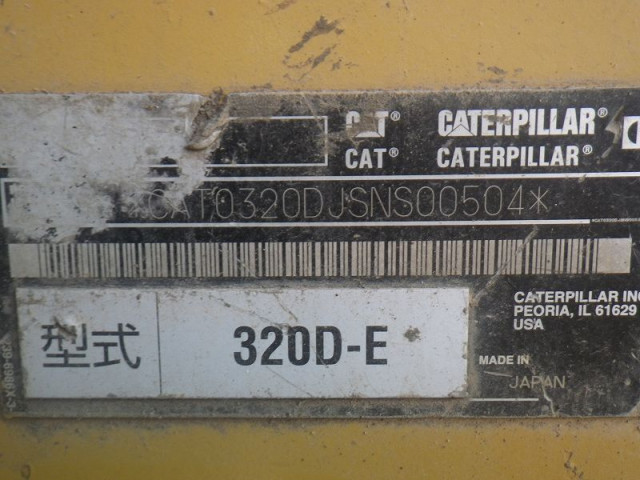 CAT® CATERPILLAR®
CAT® CATERPILLAR®
CAT0320DJSNS00504*
CATERPILLAR INC
PEORIA, IL 61629
USA
型式 320D-E
MADE IN
JAPAN